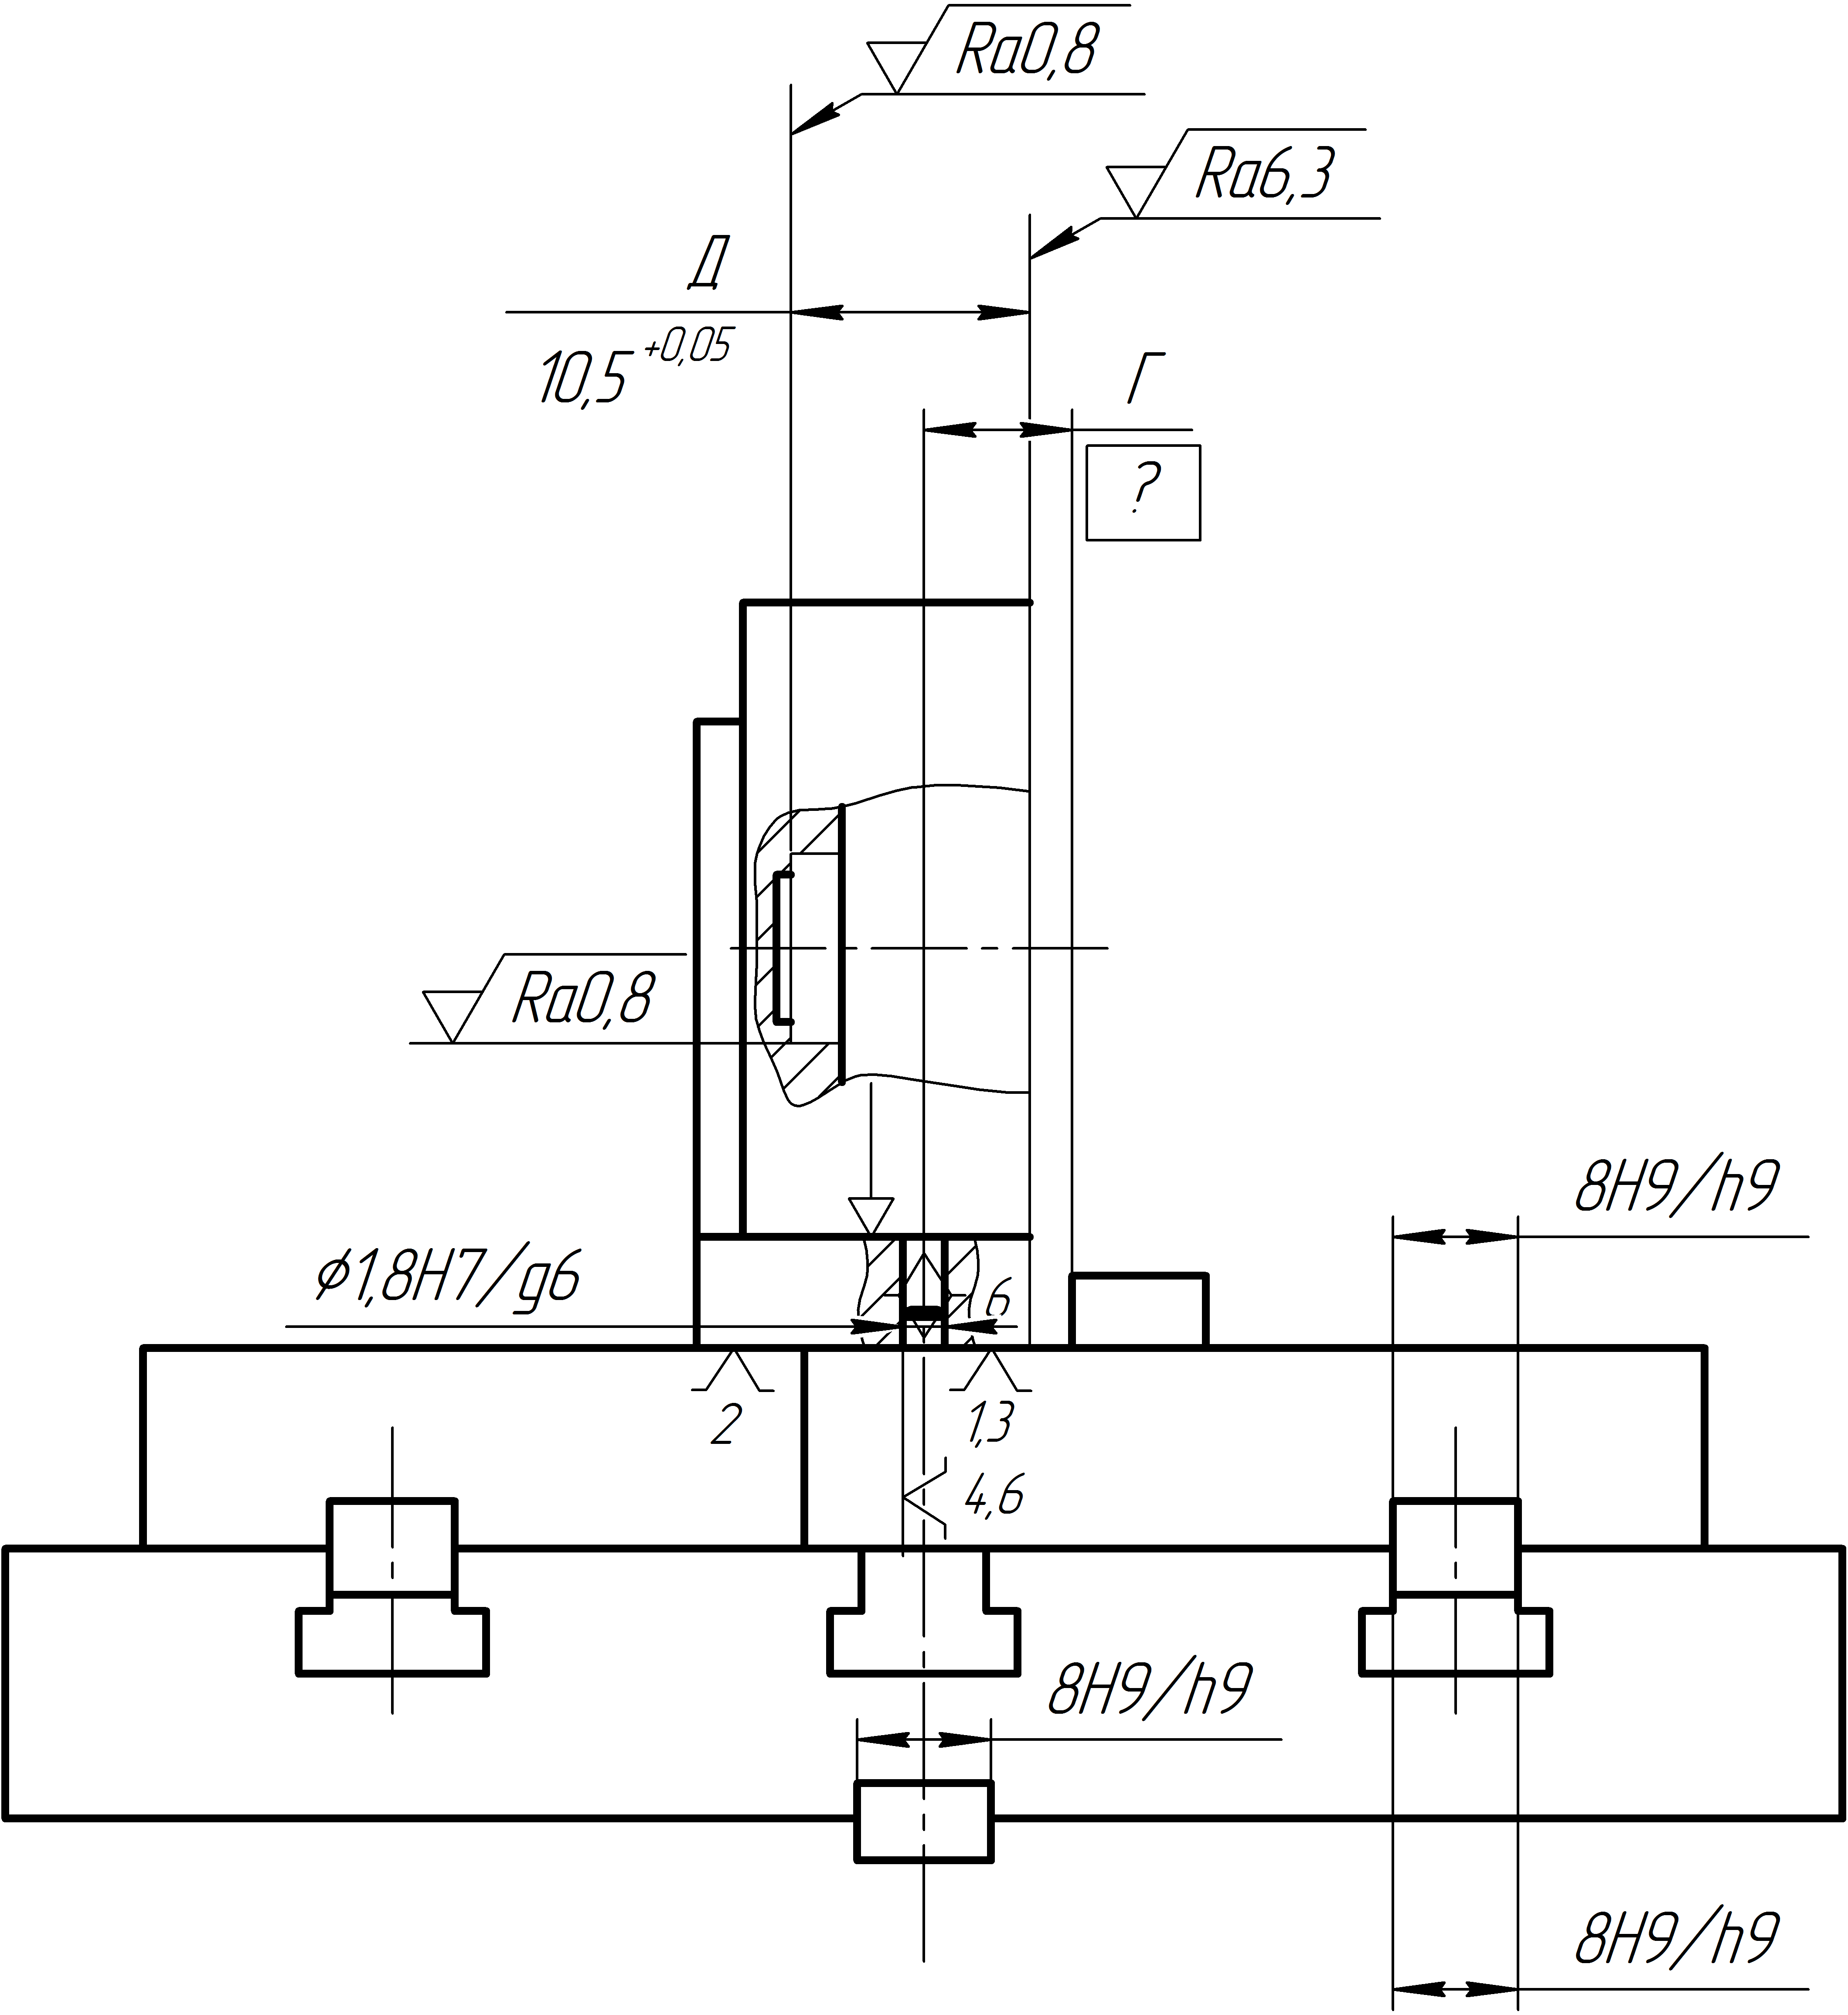 Ra0,8
Ra6,3
Д
10,5 +0,05
Г
?
Ra0,8
8H9/h9
⌀1,8H7/g6
6
2
1,3
4,6
8H9/h9
8H9/h9